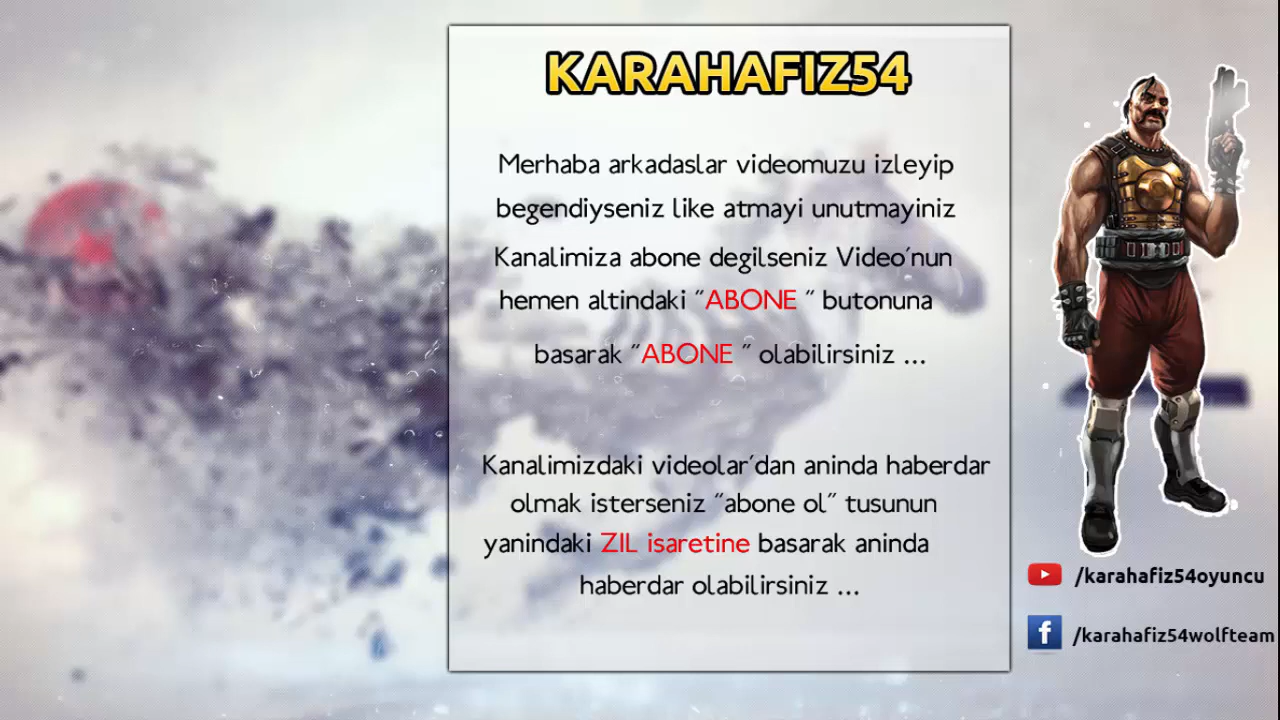 KARAHAFIZ54
Merhaba arkadaslar videomuzu izleyip
begendiyseniz like atmayi unutmayiniz
Kanalimiza abone degilseniz Video´nun
hemen altindaki "ABONE " butonuna
basarak "ABONE " olabilirsiniz ...
Kanalimizdaki videolar´dan aninda haberdar
olmak isterseniz "abone ol" tusunun
yanindaki ZIL isaretine basarak aninda
haberdar olabilirsiniz ...
/karahafiz54oyuncu
f /karahafiz54wolfteam